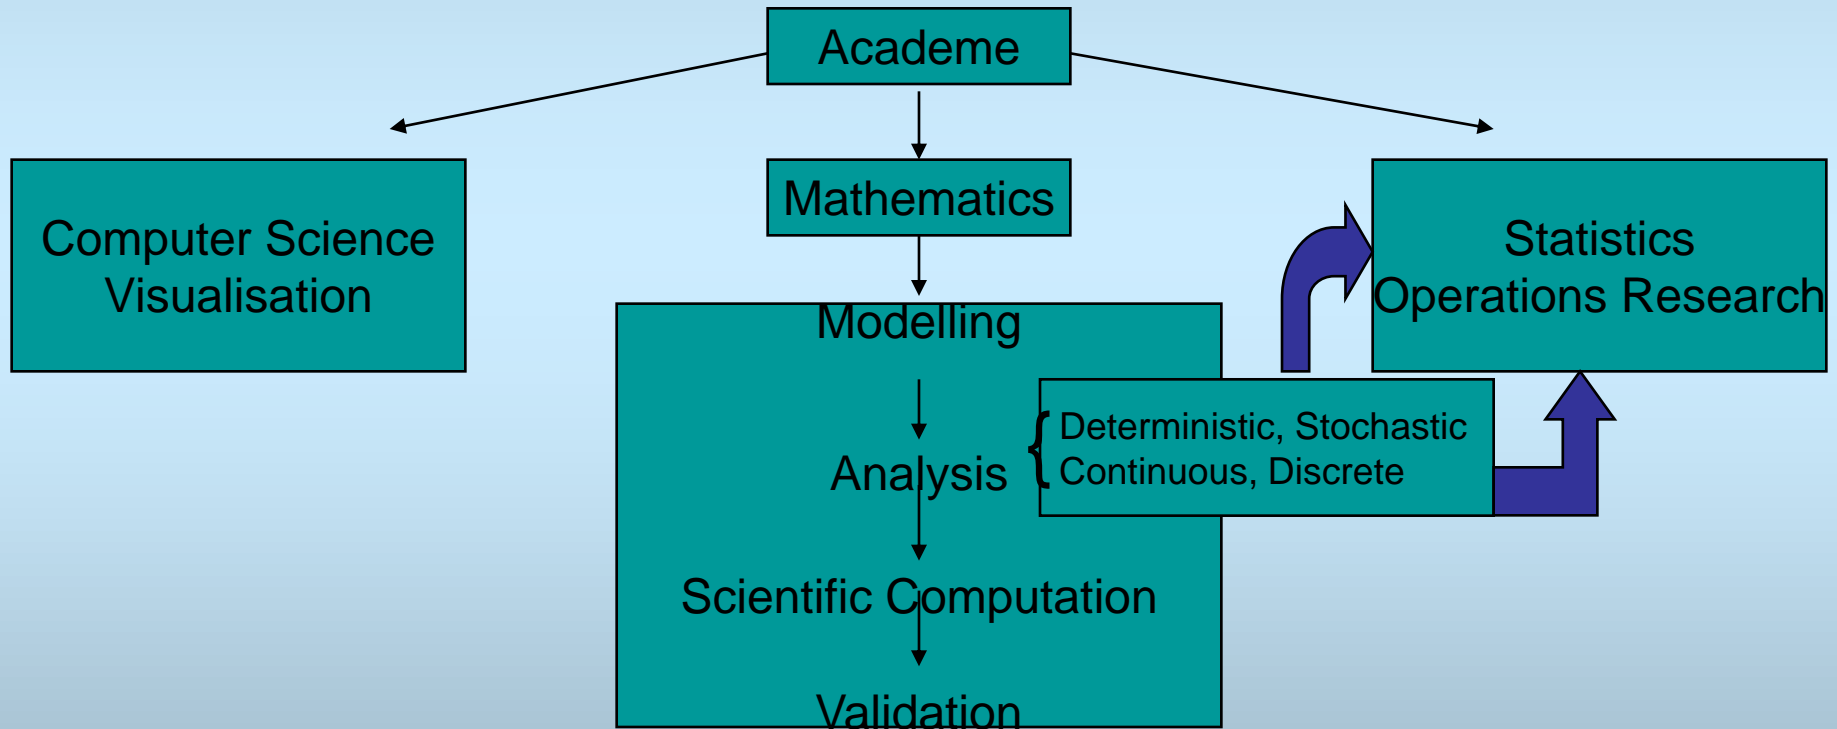 Academe
Computer Science
Visualisation
Mathematics
Statistics
Operations Research
Modelling
{ Deterministic, Stochastic
Continuous, Discrete
Analysis
Scientific Computation
Validation